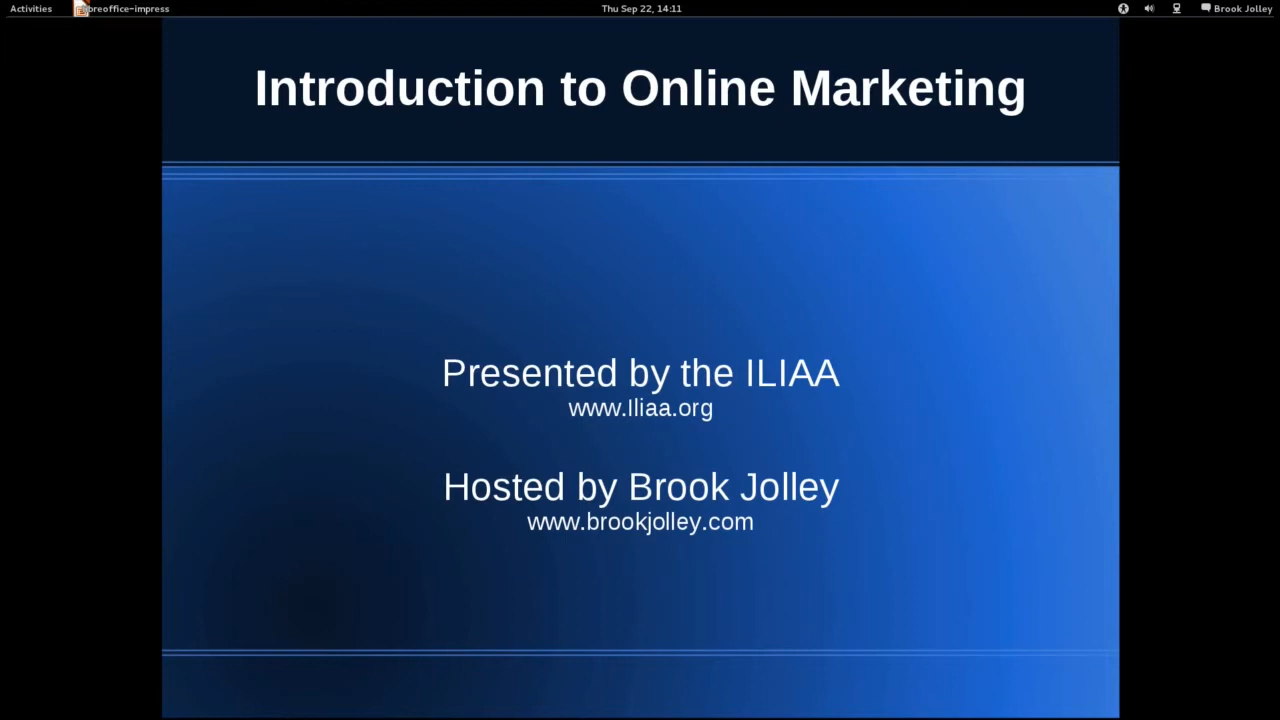 Activities
breoffice-impress
Thu Sep 22, 14:11
Brook Jolley
Introduction to Online Marketing
Presented by the ILIAA
www.Iliaa.org
Hosted by Brook Jolley
www.brookjolley.com